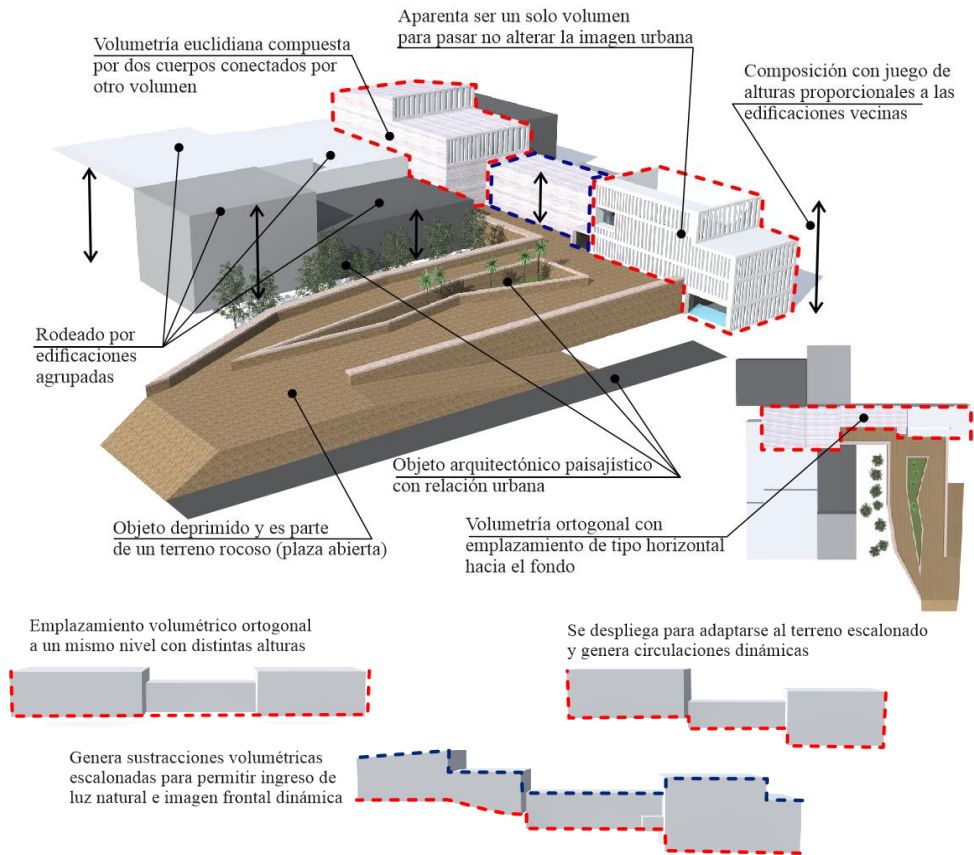 Aparenta ser un solo volumen
para pasar no alterar la imagen urbana
Volumetría euclidiana compuesta
por dos cuerpos conectados por
otro volumen
Composición con juego de
alturas proporcionales a las
edificaciones vecinas
Rodeado por
edificaciones
agrupadas
Objeto arquitectónico paisajístico
con relación urbana
Objeto deprimido y es parte
de un terreno rocoso (plaza abierta)
Volumetría ortogonal con
emplazamiento de tipo horizontal
hacia el fondo
Emplazamiento volumétrico ortogonal
a un mismo nivel con distintas alturas
Se despliega para adaptarse al terreno escalonado
y genera circulaciones dinámicas
Genera sustracciones volumétricas
escalonadas para permitir ingreso de
luz natural e imagen frontal dinámica